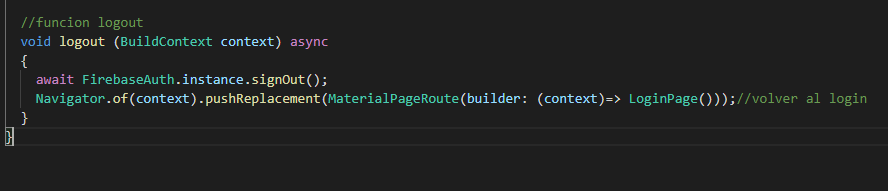 //funcion logout
void logout (BuildContext context) async
{
await FirebaseAuth.instance.signOut();
Navigator.of(context).pushReplacement(MaterialPageRoute(builder: (context)=> LoginPage()));//volver al login
}
}